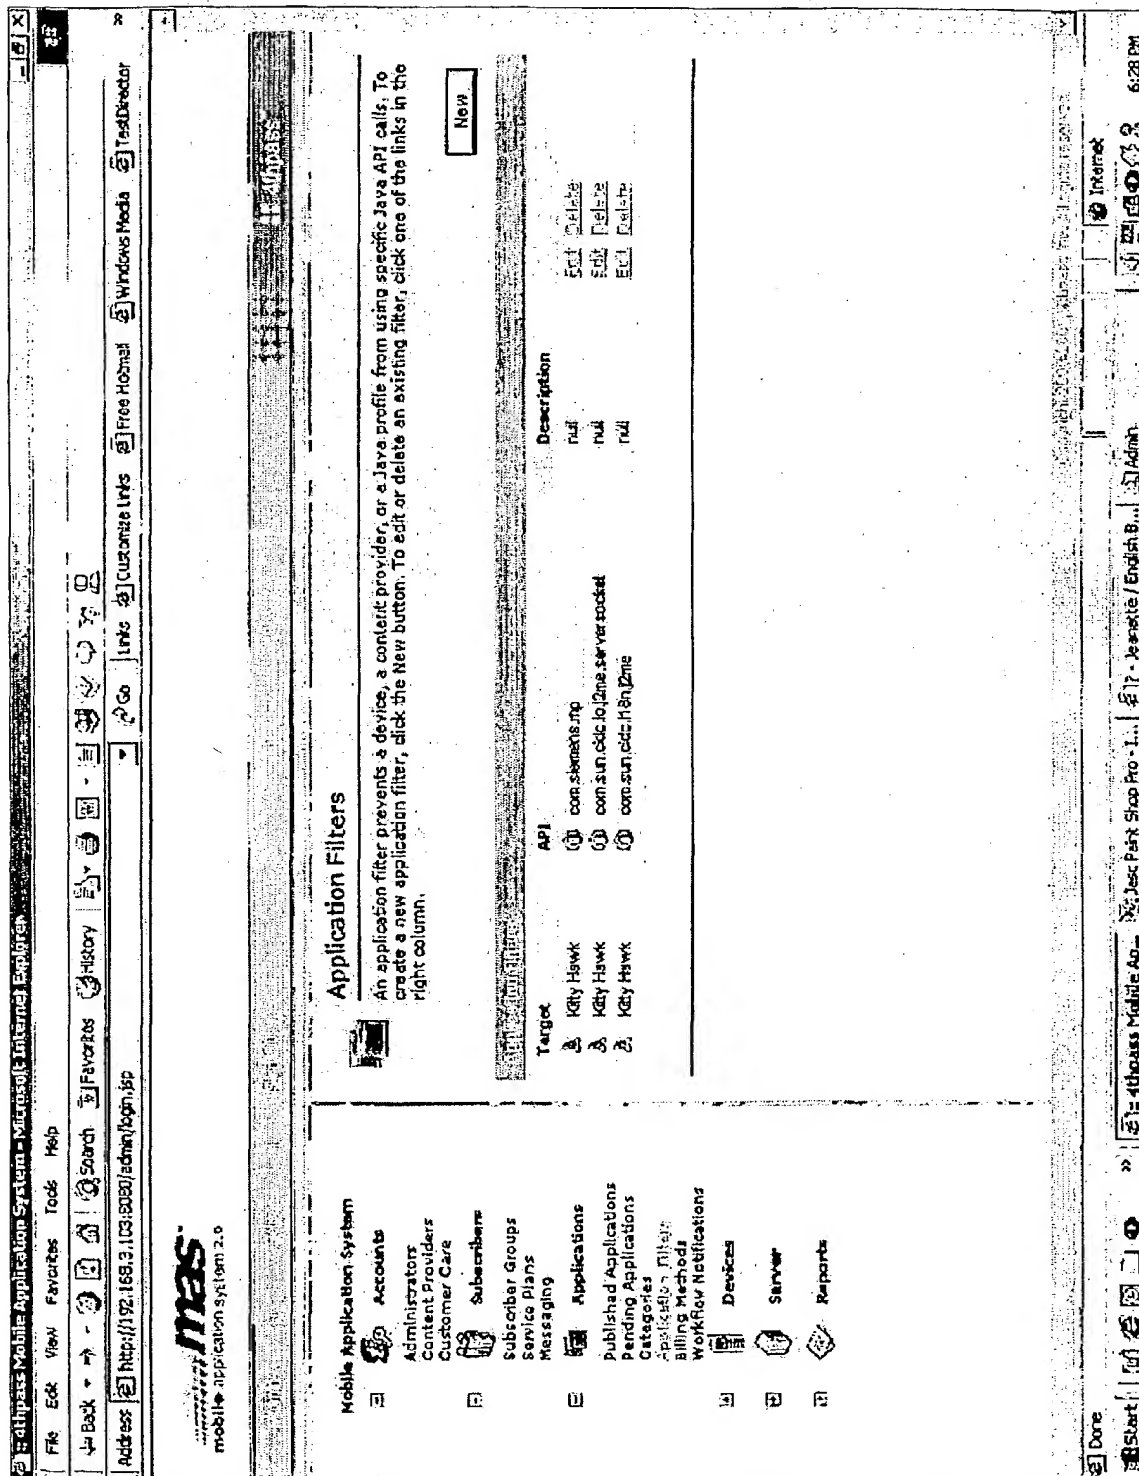 4thpass Mobile Application System - Microsoft Internet Explorer
File Edit View Favorites Tools Help
Back Search Favorites History
Address http://192.168.3.103:8080/admin/login.jsp Go Links Customize Links Free Hotmail Windows Media TestDirector
mas
mobile application system 2.0
4thpass
Mobile Application System
Accounts
Administrators
Content Providers
Customer Care
Subscribers
Subscriber Groups
Service Plans
Messaging
Applications
Published Applications
Pending Applications
Categories
Application Filters
Billing Methods
Workflow Notifications
Devices
Server
Reports
Application Filters
An application filter prevents a device, a content provider, or a Java profile from using specific Java API calls. To
create a new application filter, click the New button. To edit or delete an existing filter, click one of the links in the
right column.
New
Application Filters
Target API Description
Kitty Hawk com.siemens.mp null Edit Delete
Kitty Hawk com.sun.cldc.io.j2me.serversocket null Edit Delete
Kitty Hawk com.sun.cldc.i18n.j2me null Edit Delete
Done Internet
Start 4thpass Mobile Ap... Jasc Paint Shop Pro - 1... Jeanette / English B... Admin 6:28 PM